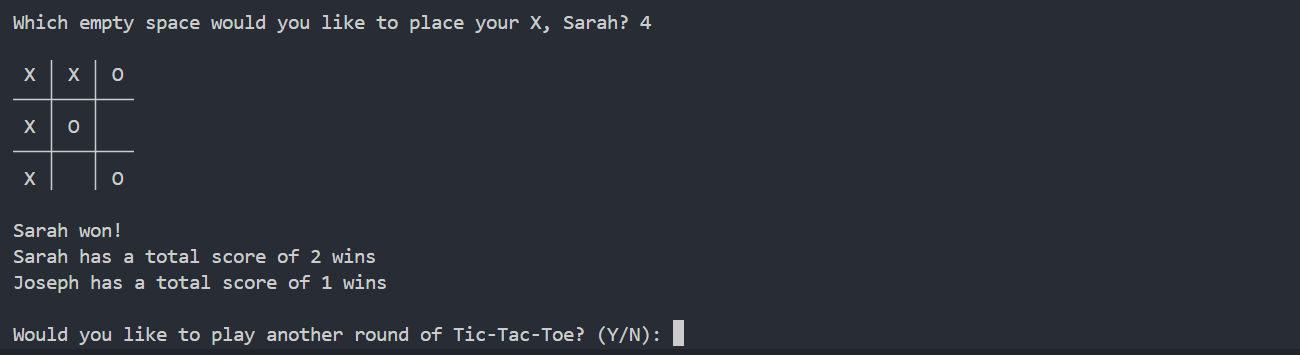 Which empty space would you like to place your X, Sarah? 4
X X O
X O
X O
Sarah won!
Sarah has a total score of 2 wins
Joseph has a total score of 1 wins
Would you like to play another round of Tic-Tac-Toe? (Y/N):